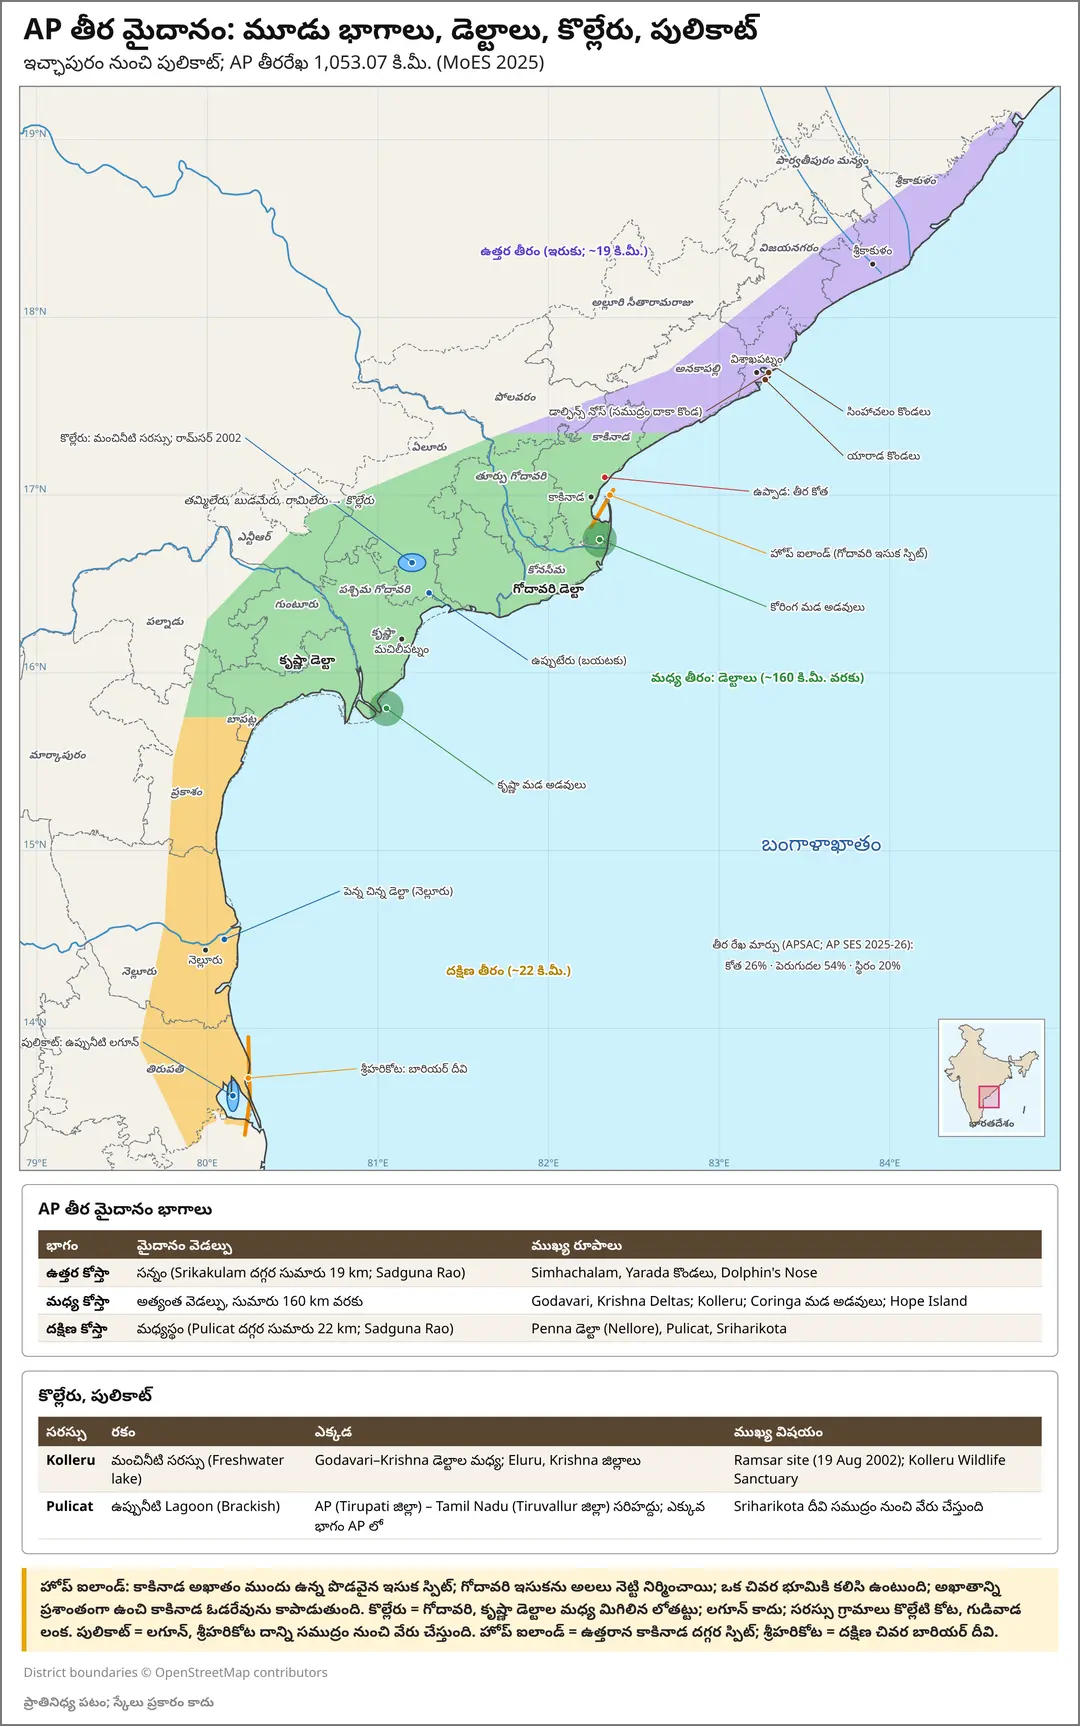 AP తీర మైదానం: మూడు భాగాలు, డెల్టాలు, కొల్లేరు, పులికాట్
ఇచ్ఛాపురం నుంచి పులికాట్; AP తీరరేఖ 1,053.07 కి.మీ. (MoES 2025)
19°N
పార్వతీపురం మన్యం
శ్రీకాకుళం
ఉత్తర తీరం (ఇరుకు; ~19 కి.మీ.)
విజయనగరం
శ్రీకాకుళం
అల్లూరి సీతారామరాజు
18°N
విశాఖపట్నం
అనకాపల్లి
పోలవరం
డాల్ఫిన్స్ నోస్ (సముద్రం దాకా కొండ)
సింహాచలం కొండలు
కొల్లేరు: మంచినీటి సరస్సు; రామ్‌సర్ 2002
ఏలూరు
కాకినాడ
యారాడ కొండలు
తూర్పు గోదావరి
17°N
తమ్మిలేరు, బుడమేరు, రామిలేరు → కొల్లేరు
కాకినాడ
ఉప్పాడ: తీర కోత
ఎన్టీఆర్
హోప్ ఐలాండ్ (గోదావరి ఇసుక స్పిట్)
కోనసీమ
పశ్చిమ గోదావరి
గోదావరి డెల్టా
గుంటూరు
కోరింగ మడ అడవులు
పల్నాడు
కృష్ణా
మచిలీపట్నం
16°N
కృష్ణా డెల్టా
ఉప్పుటేరు (బయటకు)
మధ్య తీరం: డెల్టాలు (~160 కి.మీ. వరకు)
బాపట్ల
మార్కాపురం
ప్రకాశం
కృష్ణా మడ అడవులు
15°N
బంగాళాఖాతం
పెన్న చిన్న డెల్టా (నెల్లూరు)
నెల్లూరు
నెల్లూరు
దక్షిణ తీరం (~22 కి.మీ.)
తీర రేఖ మార్పు (APSAC; AP SES 2025-26):
కోత 26% · పెరుగుదల 54% · స్థిరం 20%
14°N
పులికాట్: ఉప్పునీటి లగూన్
తిరుపతి
శ్రీహరికోట: బారియర్ దీవి
భారతదేశం
79°E 80°E 81°E 82°E 83°E 84°E
AP తీర మైదానం భాగాలు
భాగం మైదానం వెడల్పు ముఖ్య రూపాలు
ఉత్తర కోస్తా సన్నం (Srikakulam దగ్గర సుమారు 19 km; Sadguna Rao) Simhachalam, Yarada కొండలు, Dolphin's Nose
మధ్య కోస్తా అత్యంత వెడల్పు, సుమారు 160 km వరకు Godavari, Krishna Deltas; Kolleru; Coringa మడ అడవులు; Hope Island
దక్షిణ కోస్తా మధ్యస్థం (Pulicat దగ్గర సుమారు 22 km; Sadguna Rao) Penna డెల్టా (Nellore), Pulicat, Sriharikota
కొల్లేరు, పులికాట్
సరస్సు రకం ఎక్కడ ముఖ్య విషయం
Kolleru మంచినీటి సరస్సు (Freshwater lake) Godavari–Krishna డెల్టాల మధ్య; Eluru, Krishna జిల్లాలు Ramsar site (19 Aug 2002); Kolleru Wildlife Sanctuary
Pulicat ఉప్పునీటి Lagoon (Brackish) AP (Tirupati జిల్లా) – Tamil Nadu (Tiruvallur జిల్లా) సరిహద్దు; ఎక్కువ భాగం AP లో Sriharikota దీవి సముద్రం నుంచి వేరు చేస్తుంది
హోప్ ఐలాండ్: కాకినాడ అఖాతం ముందు ఉన్న పొడవైన ఇసుక స్పిట్; గోదావరి ఇసుకను అలలు నెట్టి నిర్మించాయి; ఒక చివర భూమికి కలిసి ఉంటుంది; అఖాతాన్ని
ప్రశాంతంగా ఉంచి కాకినాడ ఓడరేవును కాపాడుతుంది. కొల్లేరు = గోదావరి, కృష్ణా డెల్టాల మధ్య మిగిలిన లోతట్టు; లగూన్ కాదు; సరస్సు గ్రామాలు కొల్లేటి కోట, గుడివాడ
లంక. పులికాట్ = లగూన్, శ్రీహరికోట దాన్ని సముద్రం నుంచి వేరు చేస్తుంది. హోప్ ఐలాండ్ = ఉత్తరాన కాకినాడ దగ్గర స్పిట్; శ్రీహరికోట = దక్షిణ చివర బారియర్ దీవి.
District boundaries © OpenStreetMap contributors
ప్రాతినిధ్య పటం; స్కేలు ప్రకారం కాదు